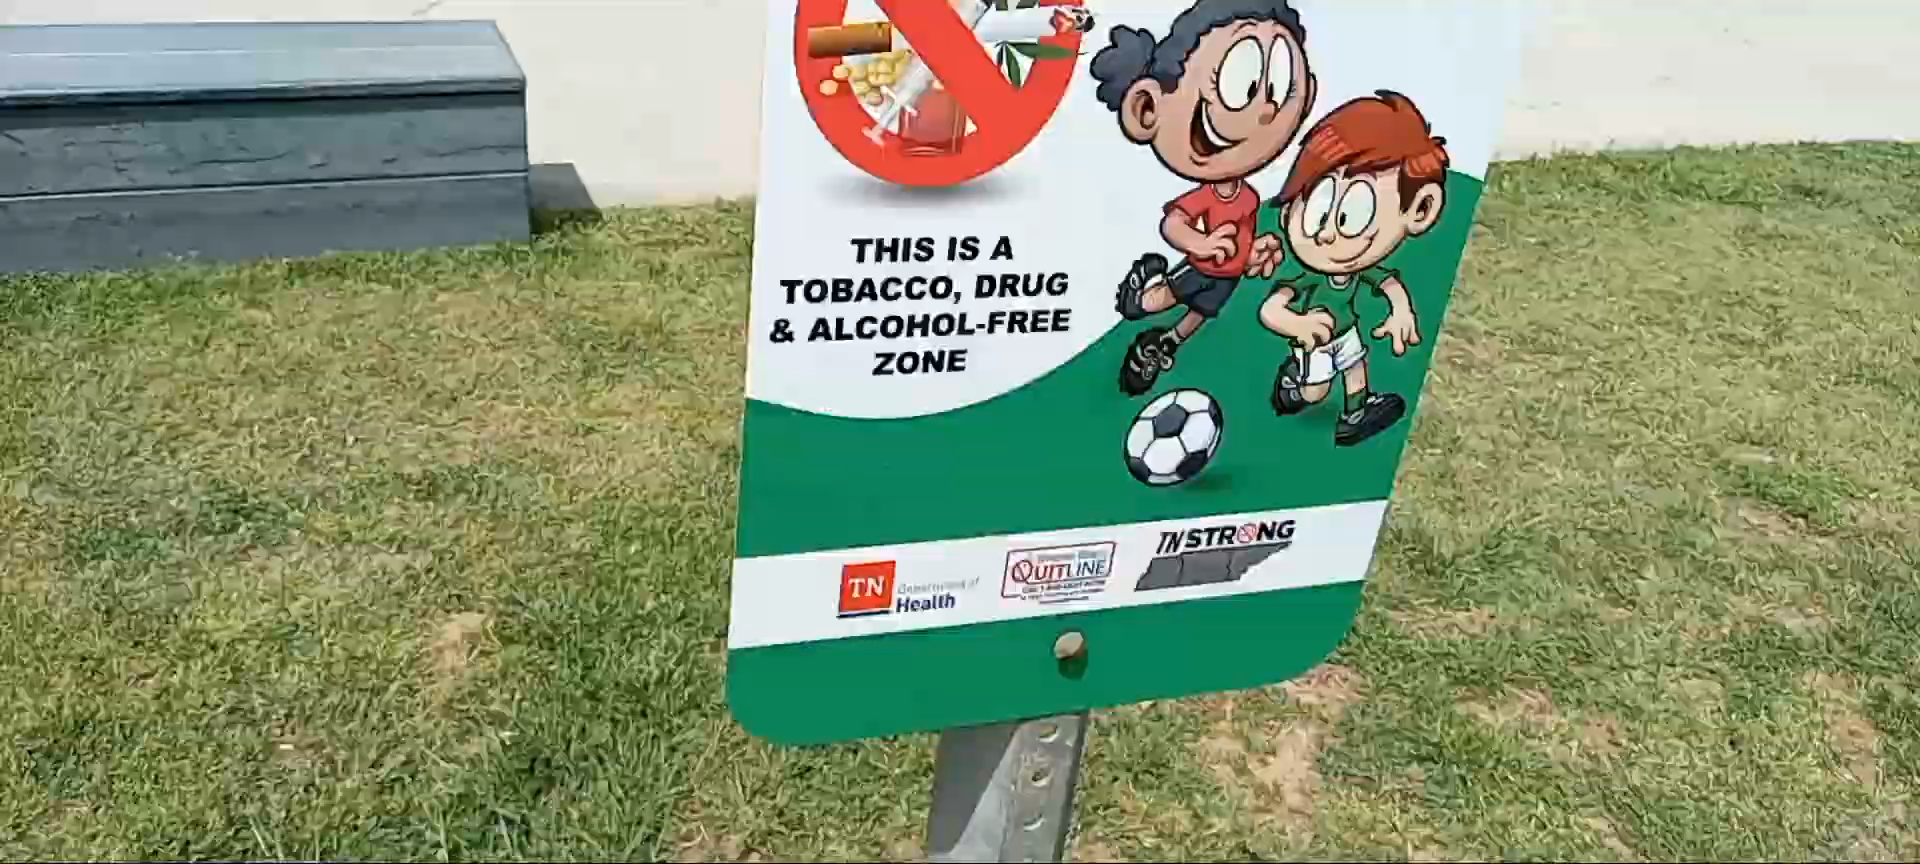 THIS IS A
TOBACCO, DRUG
& ALCOHOL-FREE
ZONE
TN
Department of
Health
QUITLINE
TN STRONG